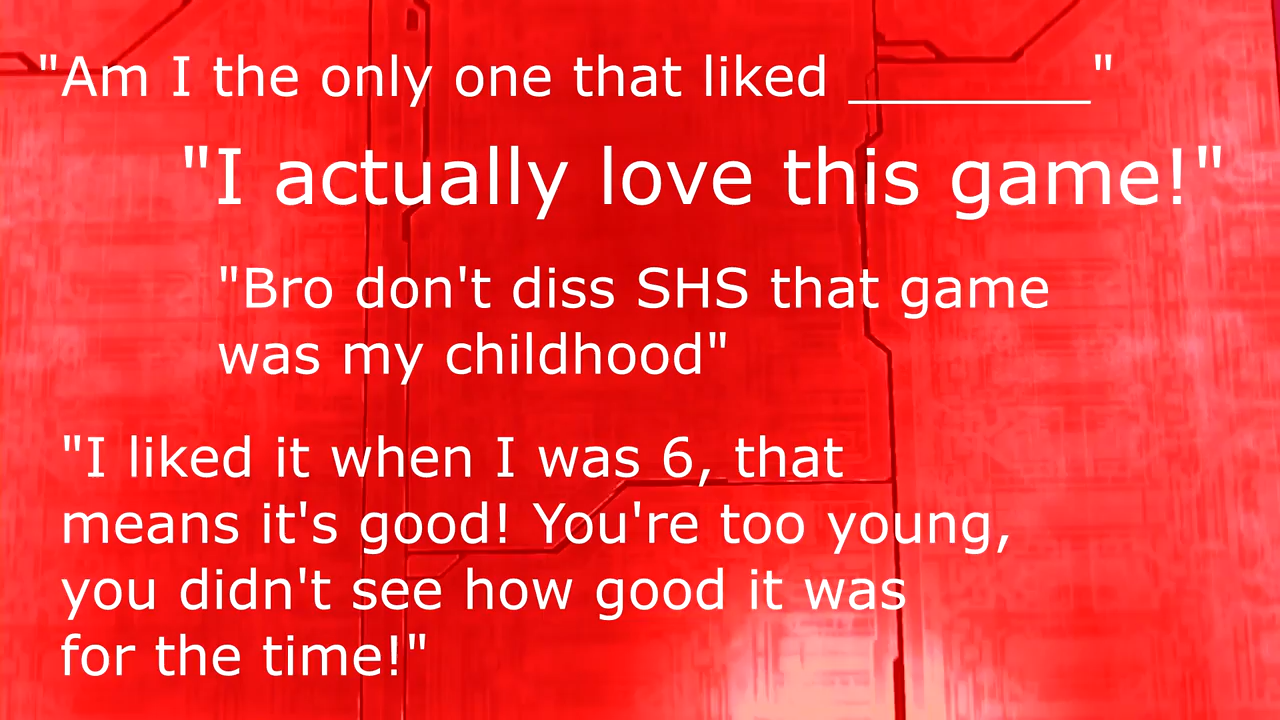 "Am I the only one that liked _________"
"I actually love this game!"
"Bro don't diss SHS that game
was my childhood"
"I liked it when I was 6, that
means it's good! You're too young,
you didn't see how good it was
for the time!"